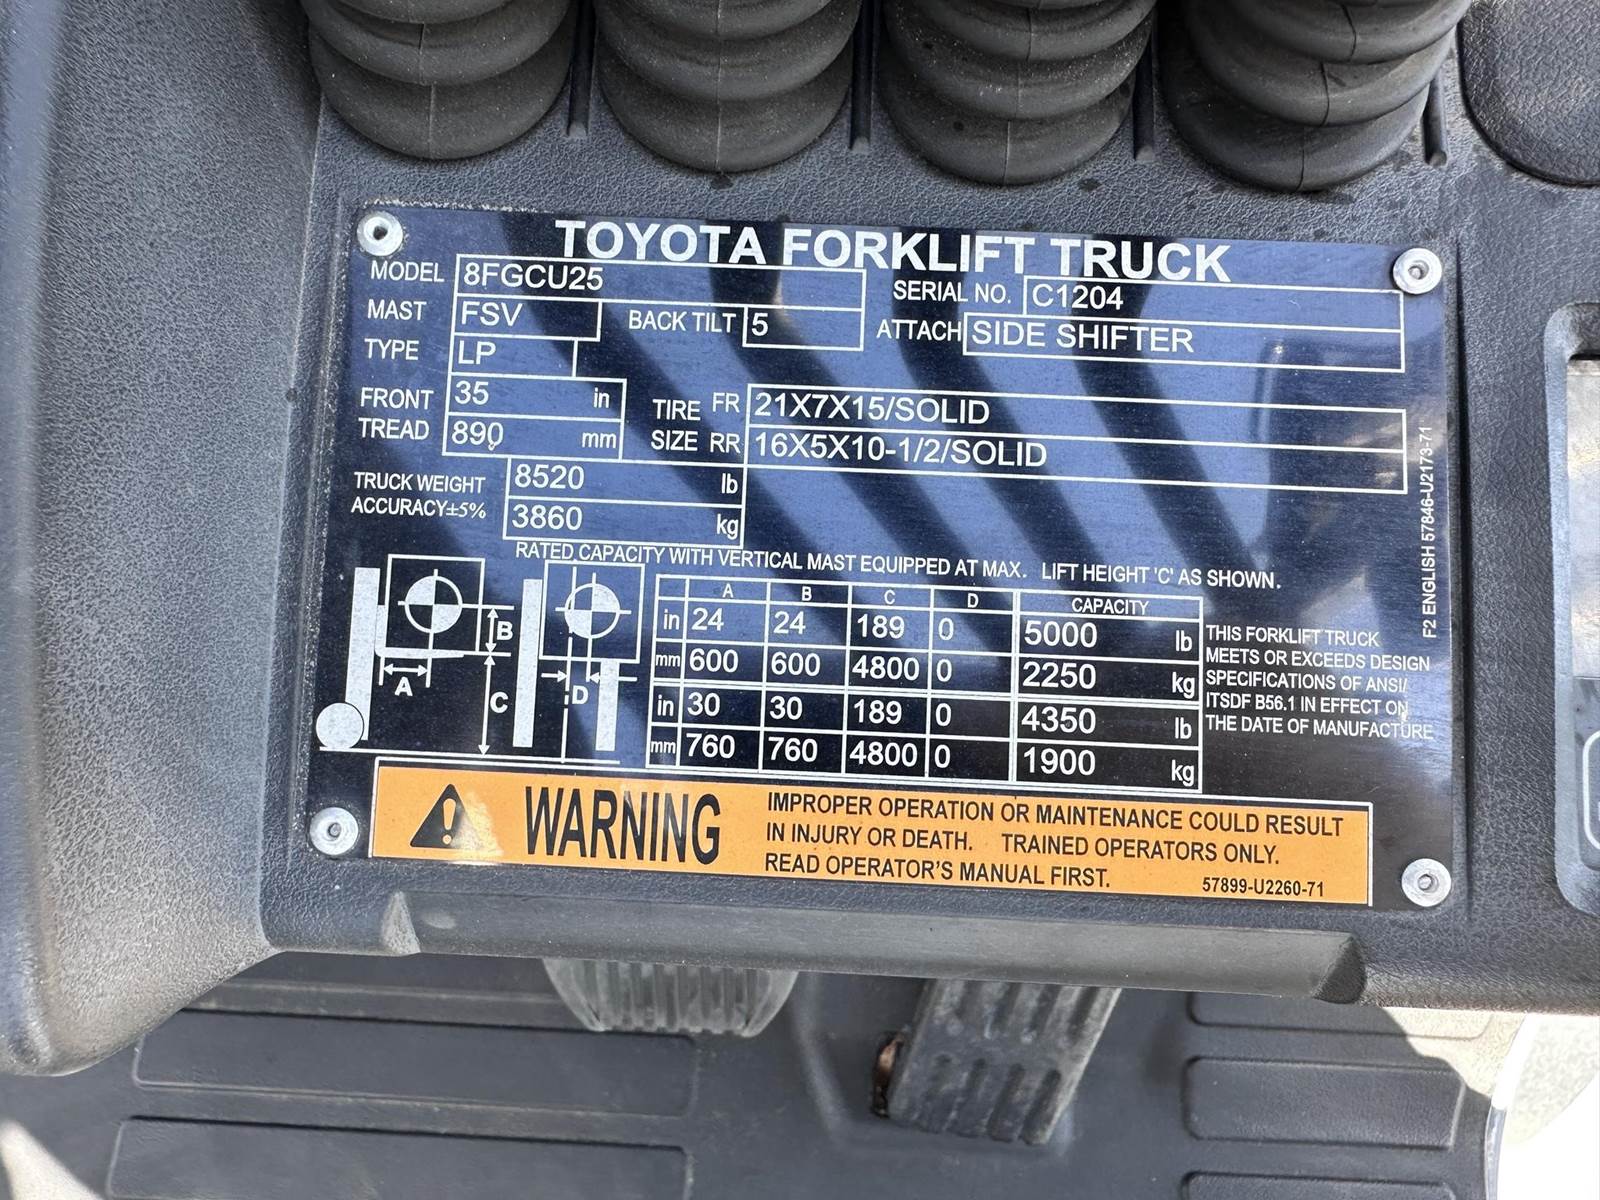 TOYOTA FORKLIFT TRUCK
MODEL 8FGCU25 SERIAL NO. C1204
MAST FSV BACK TILT 5 ATTACH SIDE SHIFTER
TYPE LP
FRONT TREAD 35 in
890 mm
TIRE SIZE FR 21X7X15/SOLID
RR 16X5X10-1/2/SOLID
TRUCK WEIGHT 8520 lb
ACCURACY±5% 3860 kg
RATED CAPACITY WITH VERTICAL MAST EQUIPPED AT MAX. LIFT HEIGHT 'C' AS SHOWN.
A B C D CAPACITY
in 24 24 189 0 5000 lb
mm 600 600 4800 0 2250 kg
in 30 30 189 0 4350 lb
mm 760 760 4800 0 1900 kg
B
A
C
D
THIS FORKLIFT TRUCK
MEETS OR EXCEEDS DESIGN
SPECIFICATIONS OF ANSI/
ITSDF B56.1 IN EFFECT ON
THE DATE OF MANUFACTURE
F2 ENGLISH 57846-U2173-71
WARNING
IMPROPER OPERATION OR MAINTENANCE COULD RESULT
IN INJURY OR DEATH. TRAINED OPERATORS ONLY.
READ OPERATOR'S MANUAL FIRST.
57899-U2260-71